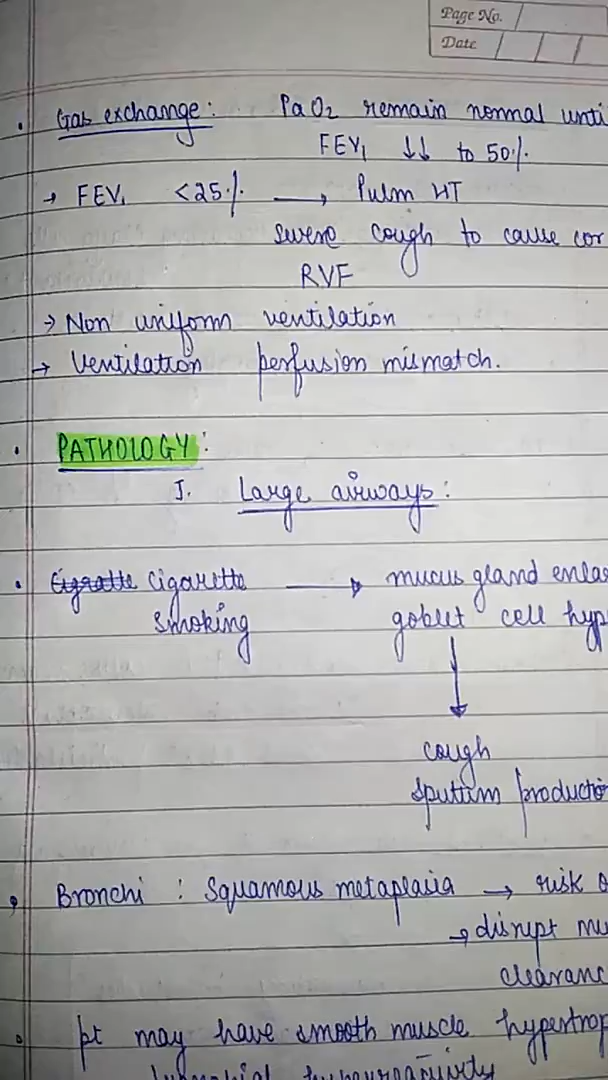 Page No.
Date
Gas exchange: PaO2 remain normal unti
FEV1 ↓↓ to 50%.
→ FEV1 <25% → Pulm HT
severe cough to cause cor
RVF
→ Non uniform ventilation
→ Ventilation perfusion mismatch.
PATHOLOGY:
I. Large airways:
Cigratte cigarette → mucus gland enlar
smoking goblet cell hyp
↓
cough
sputum productio
Bronchi : Squamous metaplasia → risk o
→ disrupt mu
clearanc
pt may have smooth muscle hypertrop